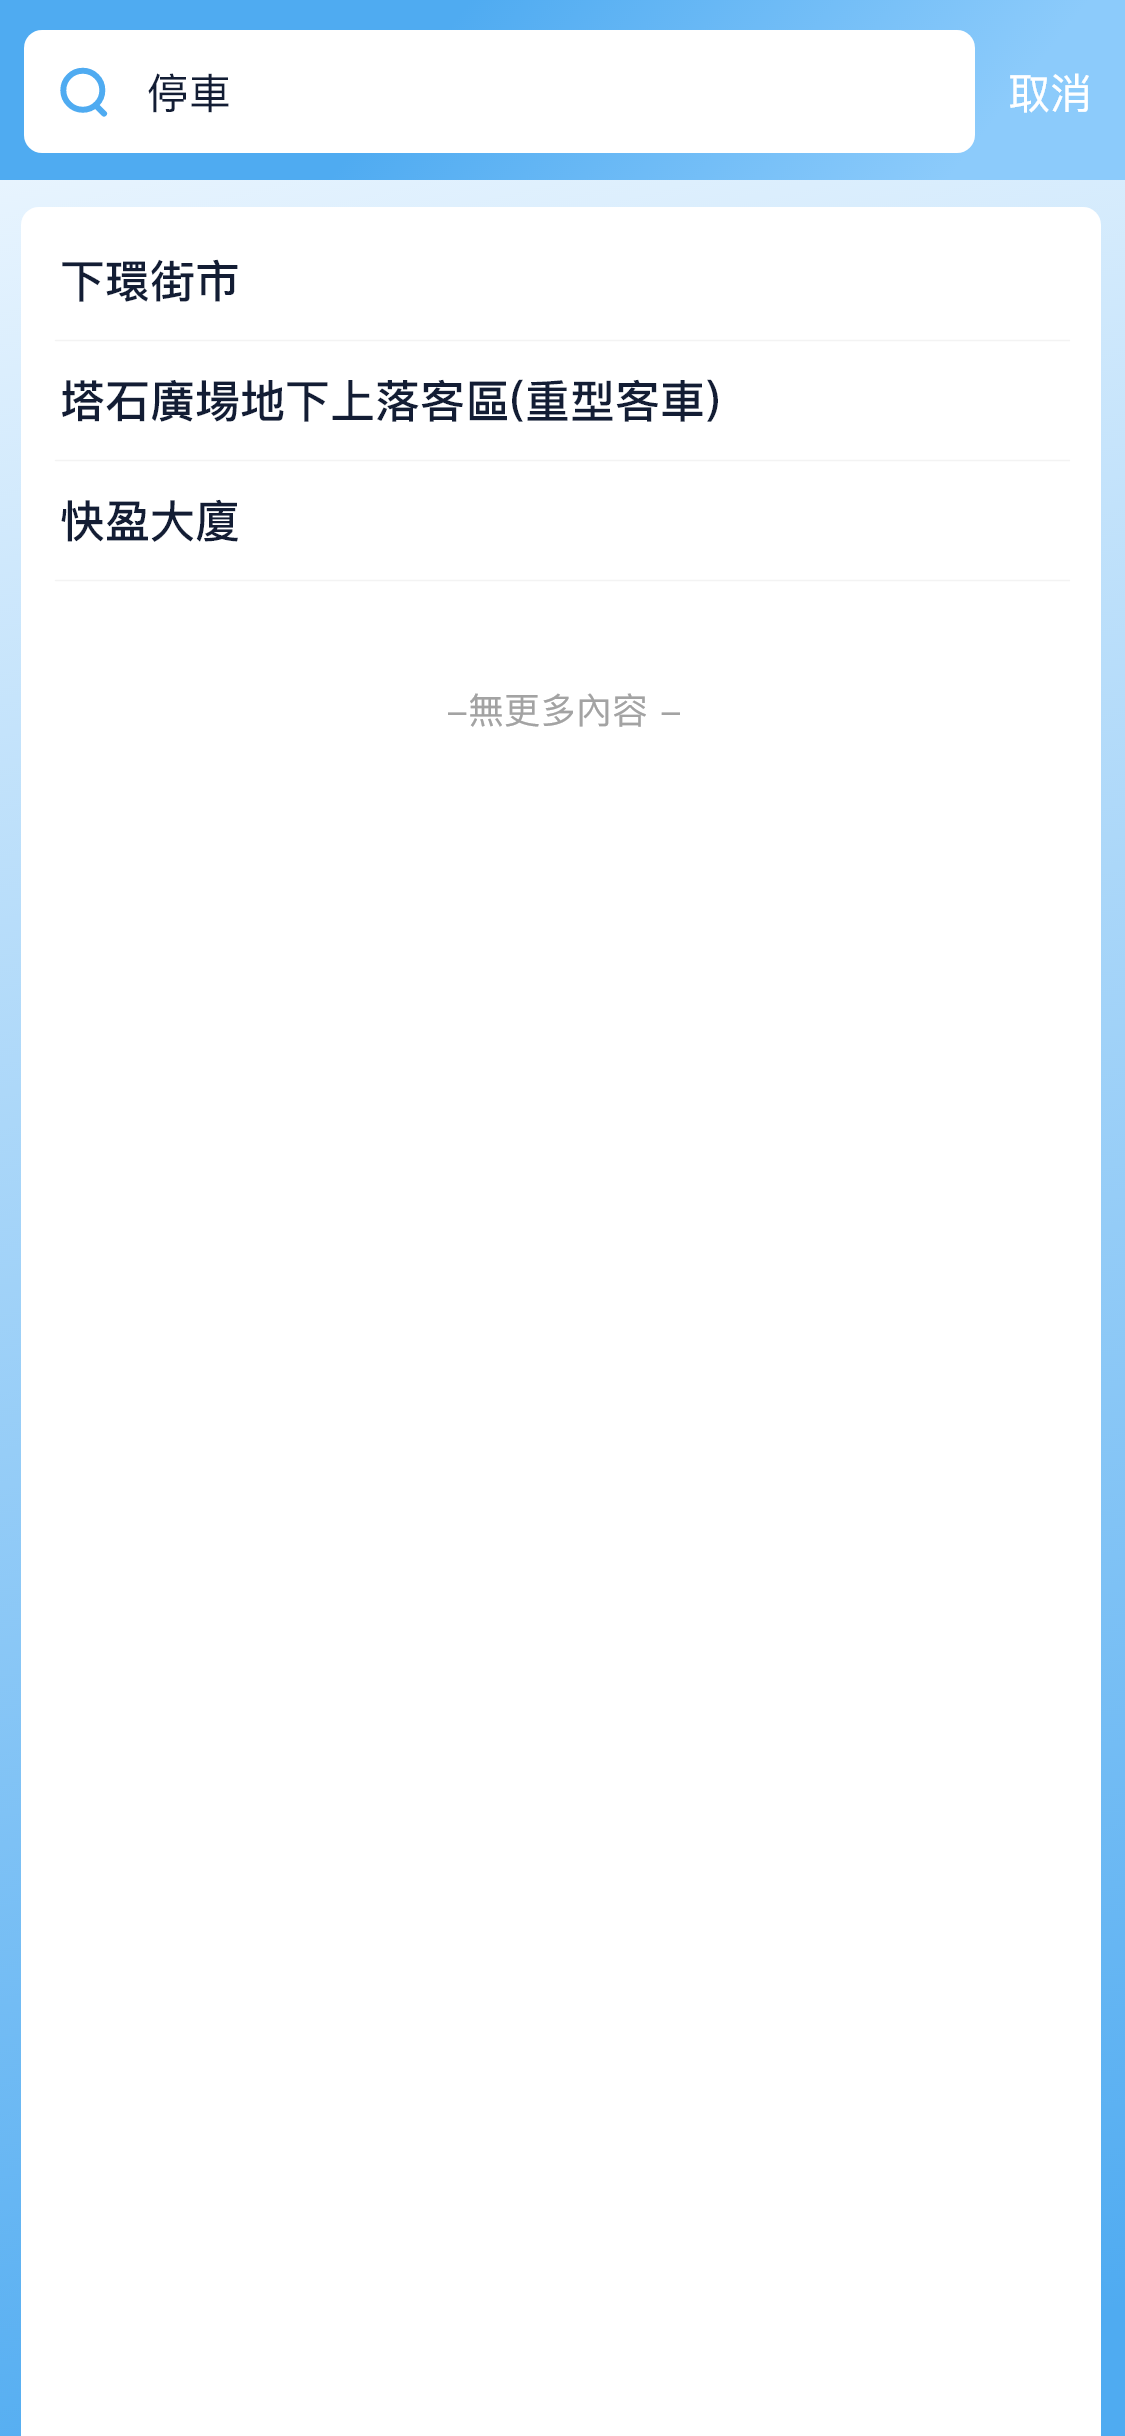 停車
取消
下環街市
塔石廣場地下上落客區(重型客車)
快盈大廈
–無更多內容 –